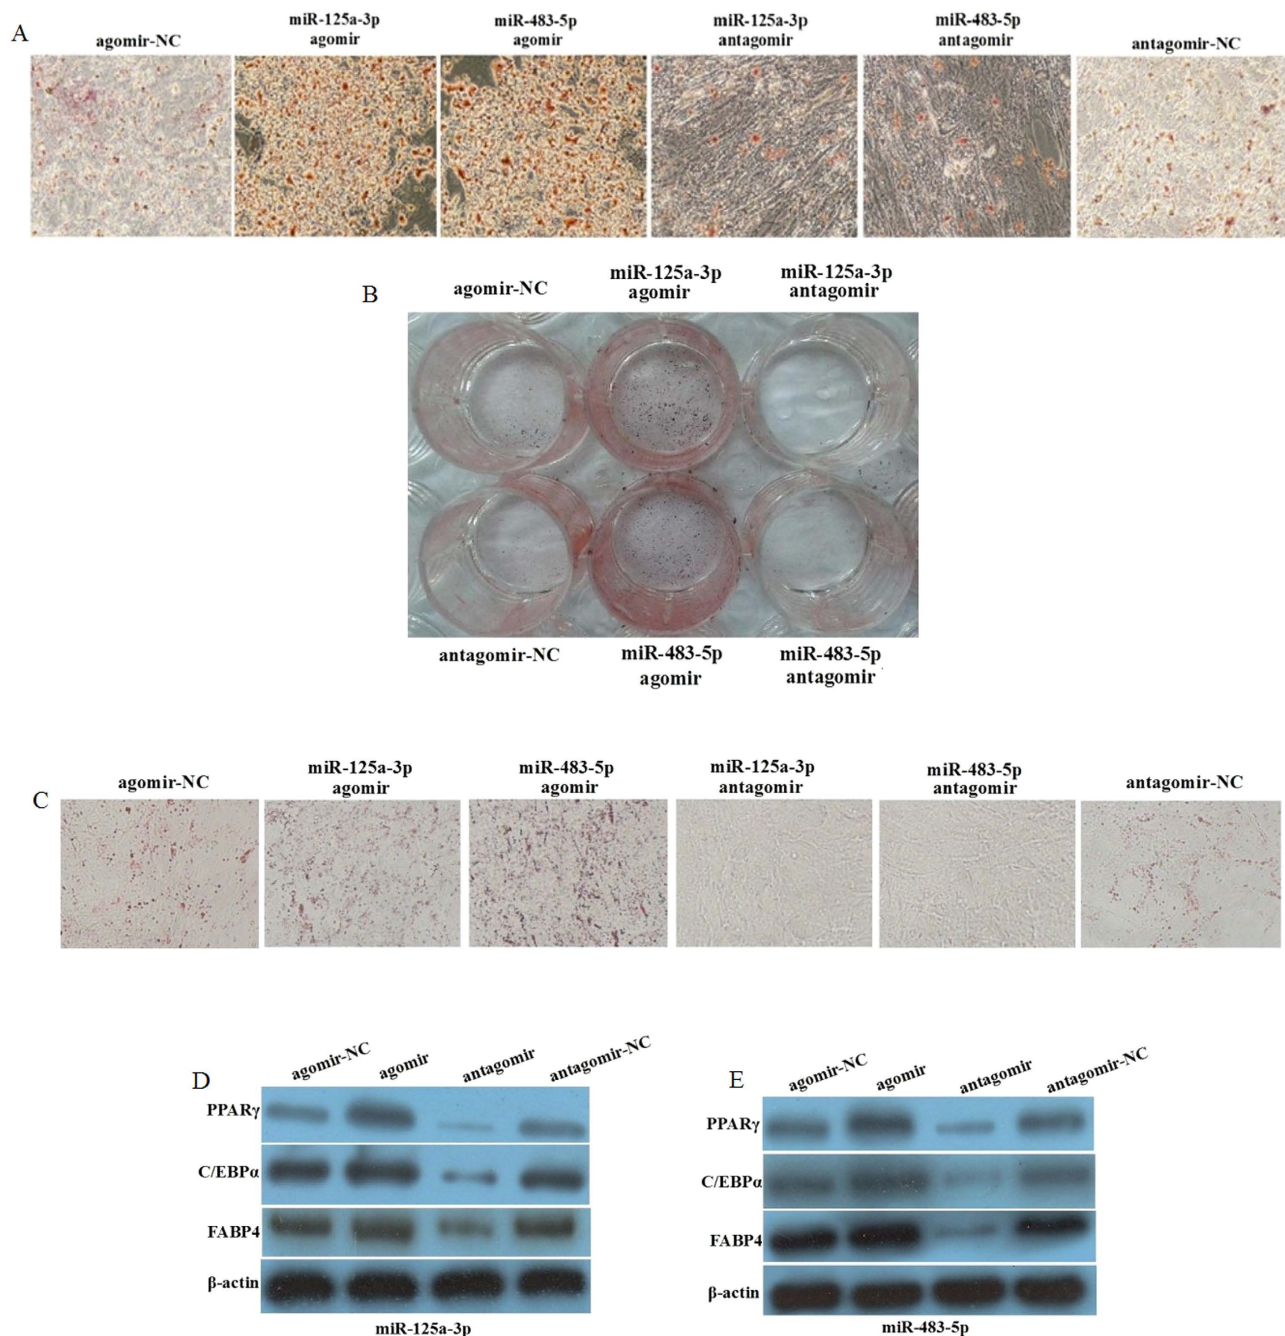 A
agomir-NC
miR-125a-3p
agomir
miR-483-5p
agomir
miR-125a-3p
antagomir
miR-483-5p
antagomir
antagomir-NC
B
agomir-NC
miR-125a-3p
agomir
miR-125a-3p
antagomir
antagomir-NC
miR-483-5p
agomir
miR-483-5p
antagomir
C
agomir-NC
miR-125a-3p
agomir
miR-483-5p
agomir
miR-125a-3p
antagomir
miR-483-5p
antagomir
antagomir-NC
D
agomir-NC
agomir
antagomir
antagomir-NC
PPARγ
C/EBPα
FABP4
β-actin
miR-125a-3p
E
agomir-NC
agomir
antagomir
antagomir-NC
PPARγ
C/EBPα
FABP4
β-actin
miR-483-5p